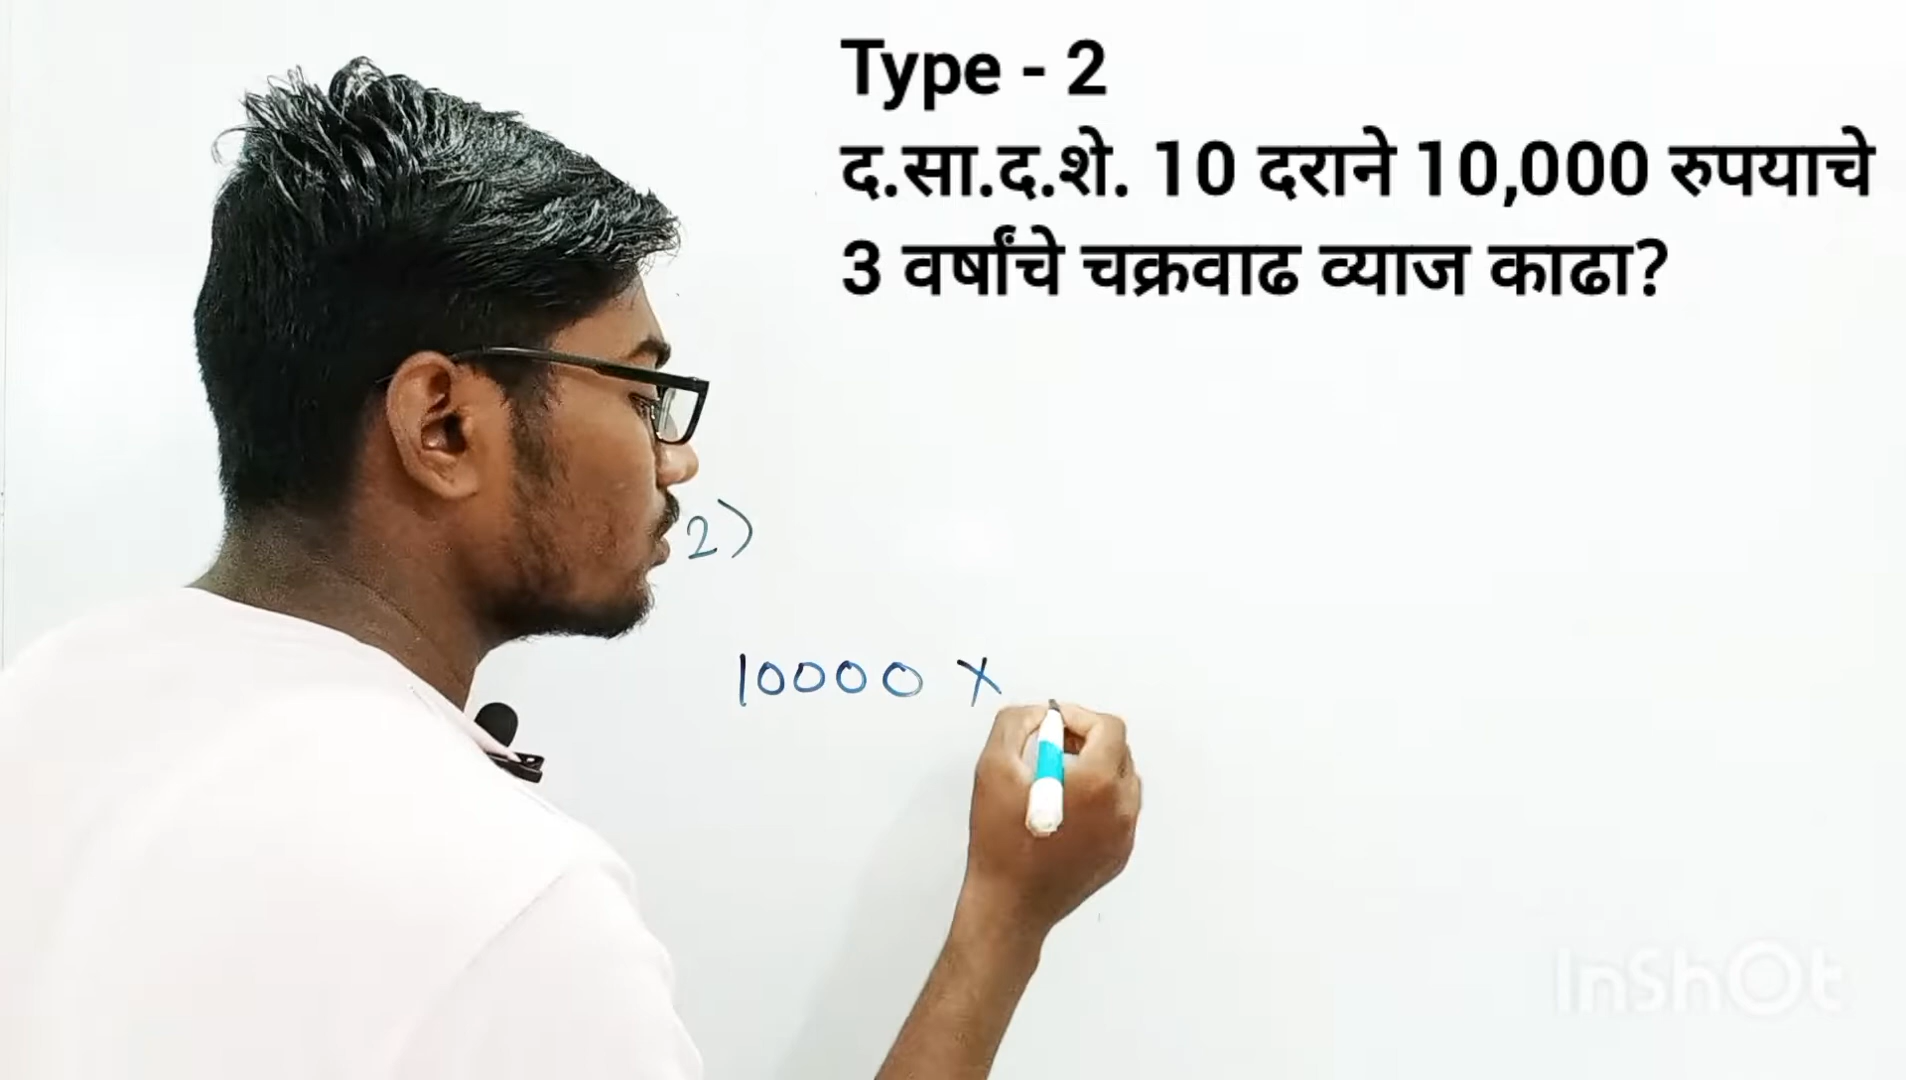 Type - 2
द.सा.द.शे. 10 दराने 10,000 रुपयाचे
3 वर्षांचे चक्रवाढ व्याज काढा?
2)
10000 X
InShOt